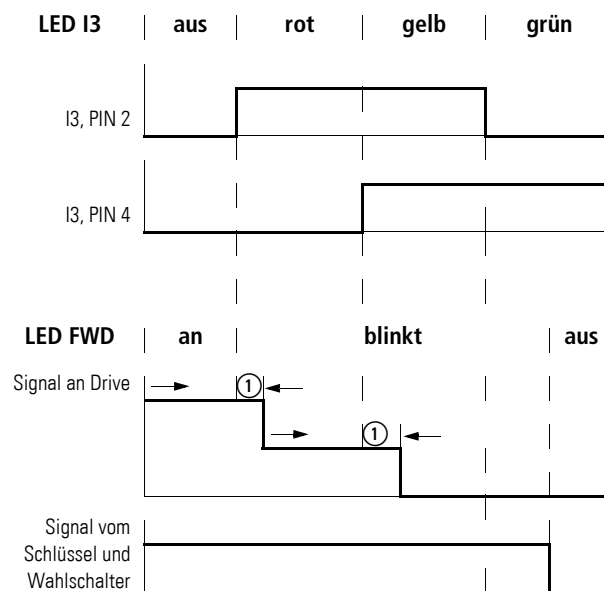 LED I3 aus rot gelb grün
I3, PIN 2
I3, PIN 4
LED FWD an blinkt aus
Signal an Drive
1
1
Signal vom
Schlüssel und
Wahlschalter